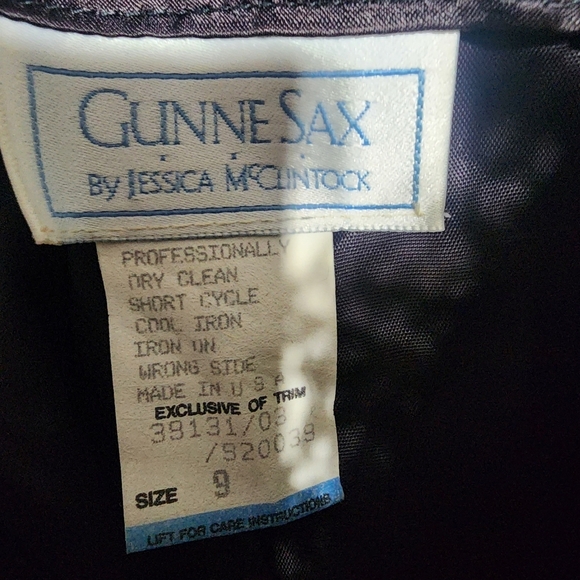 GUNNE SAX
BY JESSICA McCLINTOCK
PROFESSIONALLY
DRY CLEAN
SHORT CYCLE
COOL IRON
IRON ON
WRONG SIDE
MADE IN U S A
EXCLUSIVE OF TRIM
38131/03
/S20039
SIZE 9
LIFT FOR CARE INSTRUCTIONS